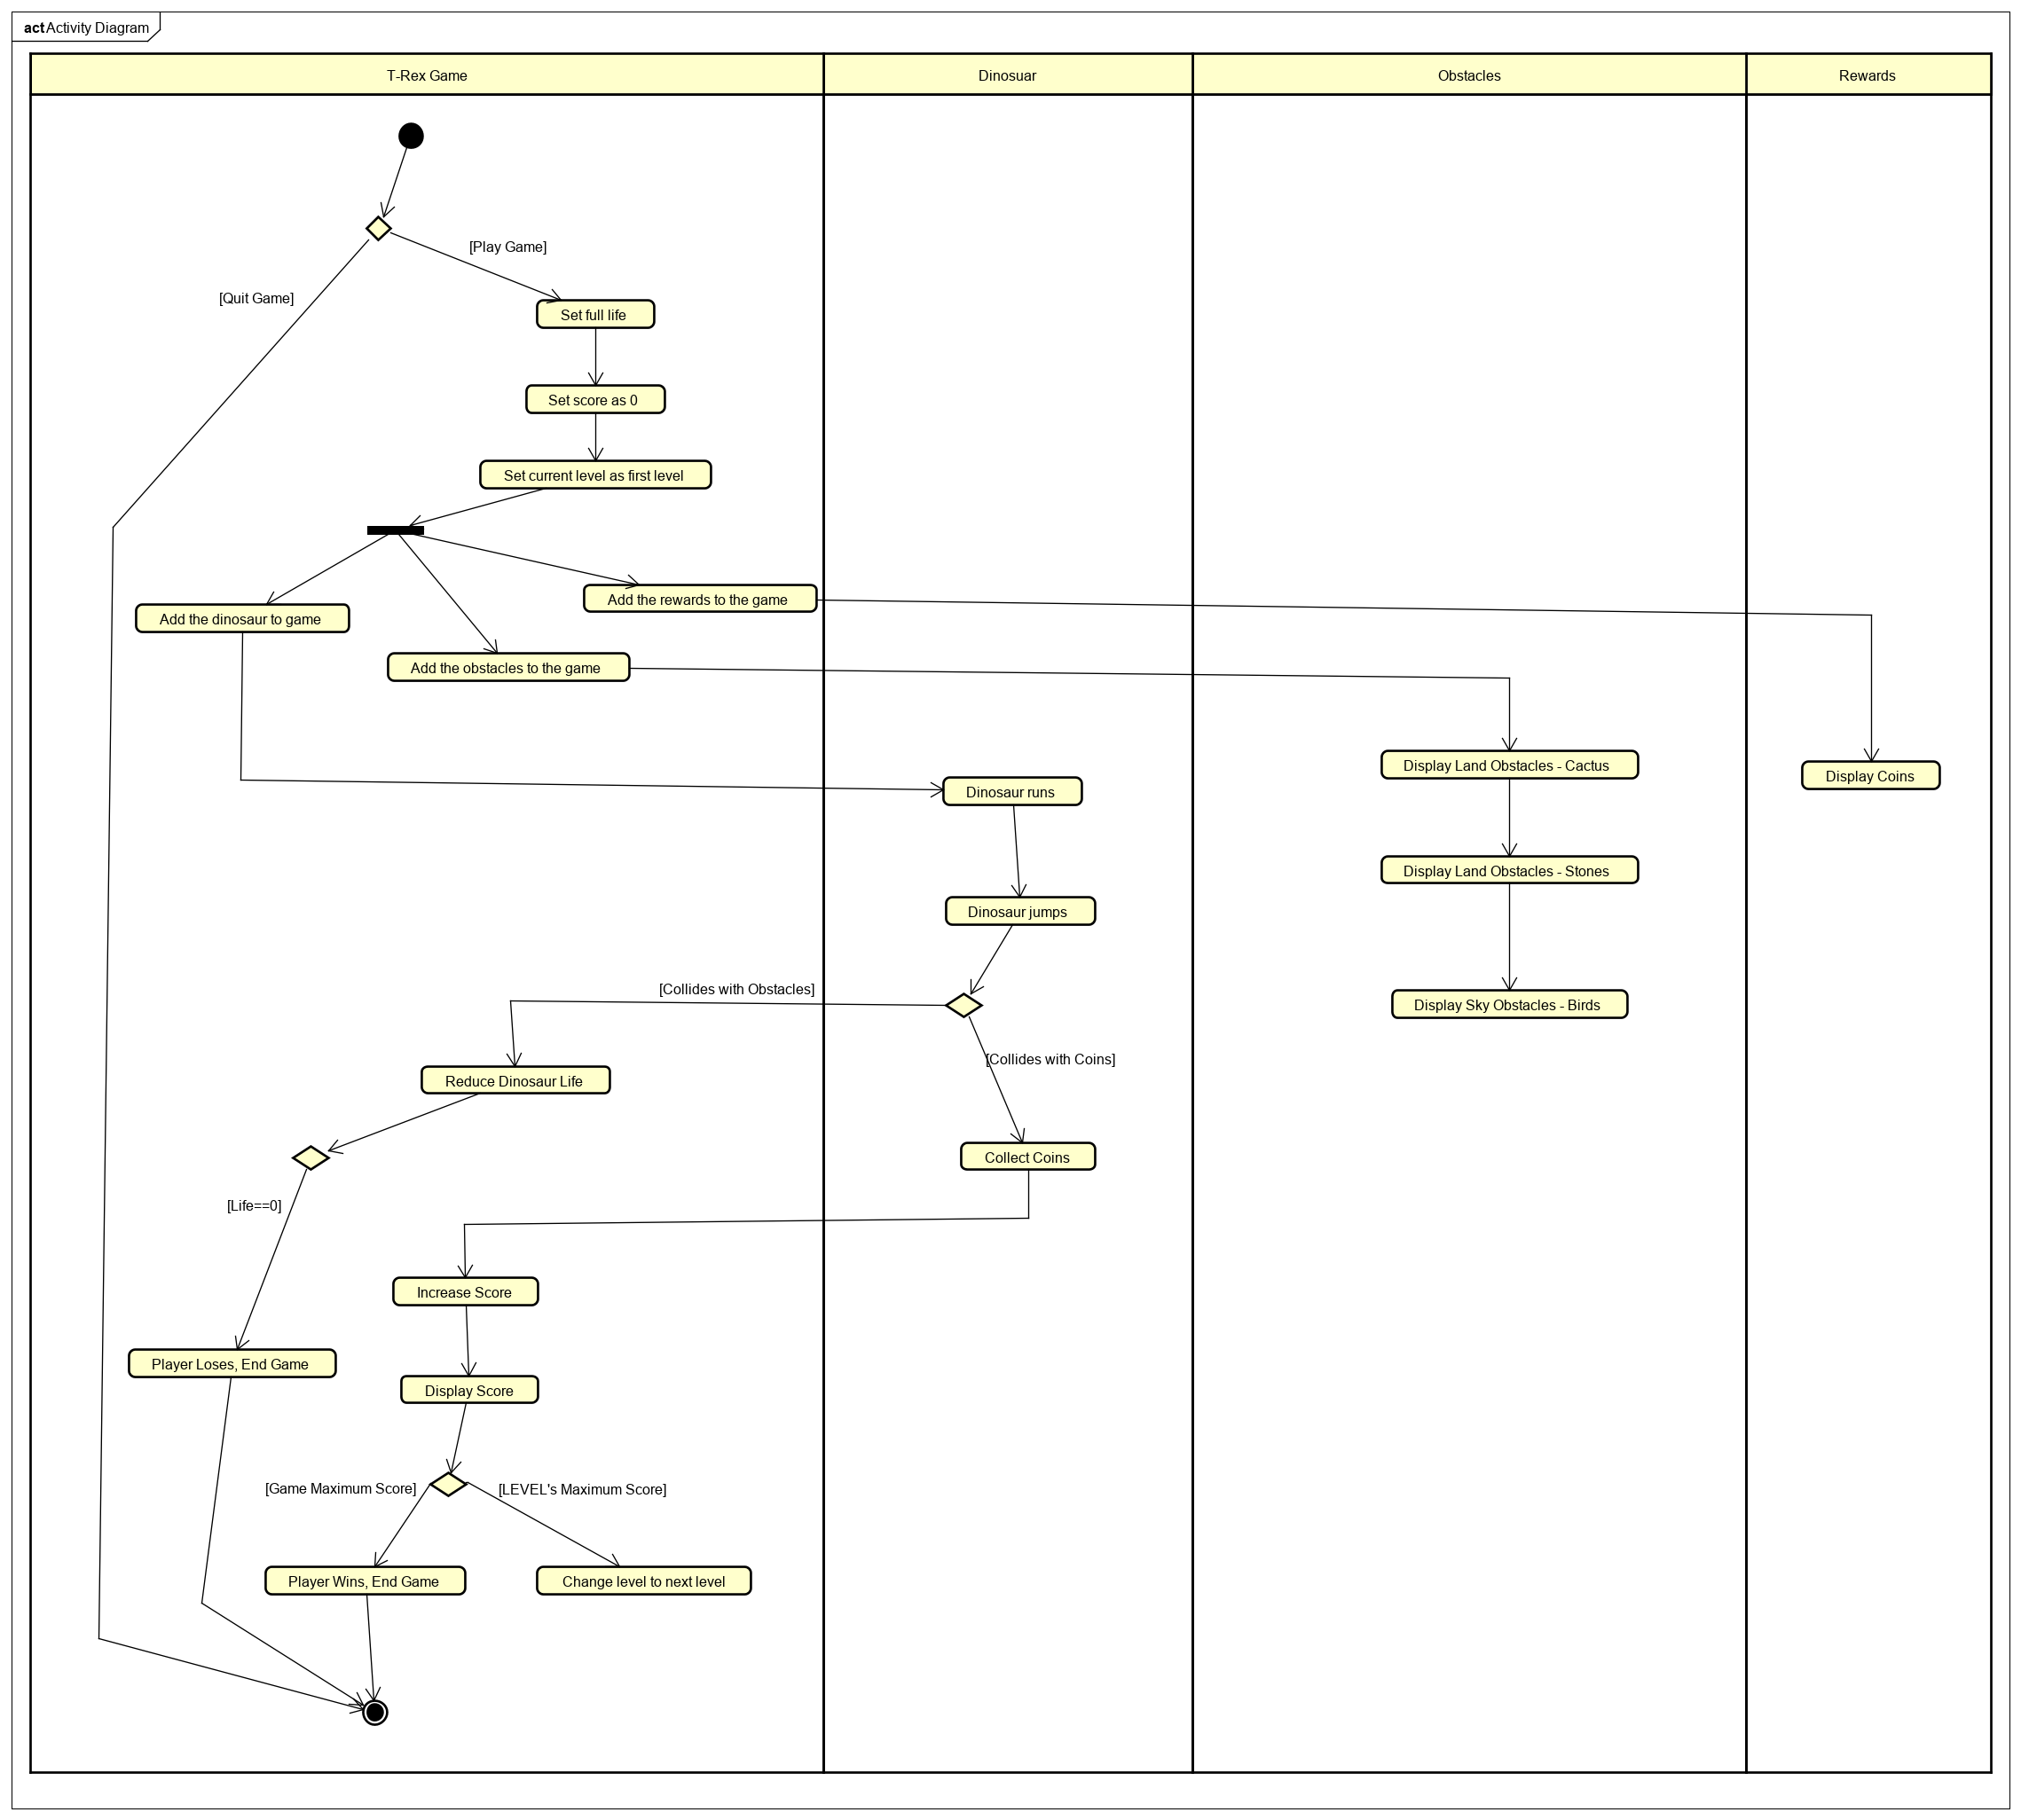 act Activity Diagram
T-Rex Game
Dinosuar
Obstacles
Rewards
[Play Game]
[Quit Game]
Set full life
Set score as 0
Set current level as first level
Add the rewards to the game
Add the dinosaur to game
Add the obstacles to the game
Display Land Obstacles - Cactus
Display Coins
Dinosaur runs
Display Land Obstacles - Stones
Dinosaur jumps
[Collides with Obstacles]
Display Sky Obstacles - Birds
[Collides with Coins]
Reduce Dinosaur Life
Collect Coins
[Life==0]
Increase Score
Player Loses, End Game
Display Score
[Game Maximum Score]
[LEVEL's Maximum Score]
Player Wins, End Game
Change level to next level